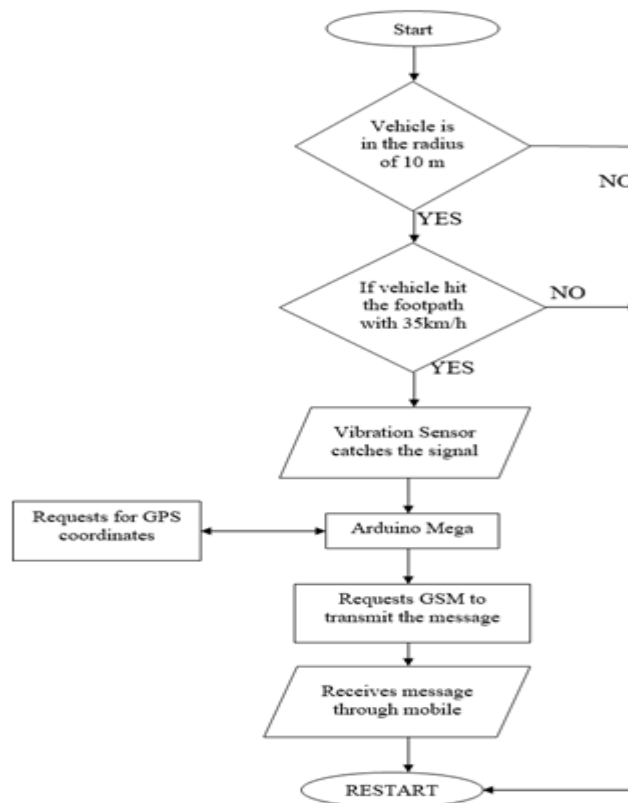 Start
Vehicle is
in the radius
of 10 m
NO
YES
If vehicle hit
the footpath
with 35km/h
NO
YES
Vibration Sensor
catches the signal
Requests for GPS
coordinates
Arduino Mega
Requests GSM to
transmit the message
Receives message
through mobile
RESTART